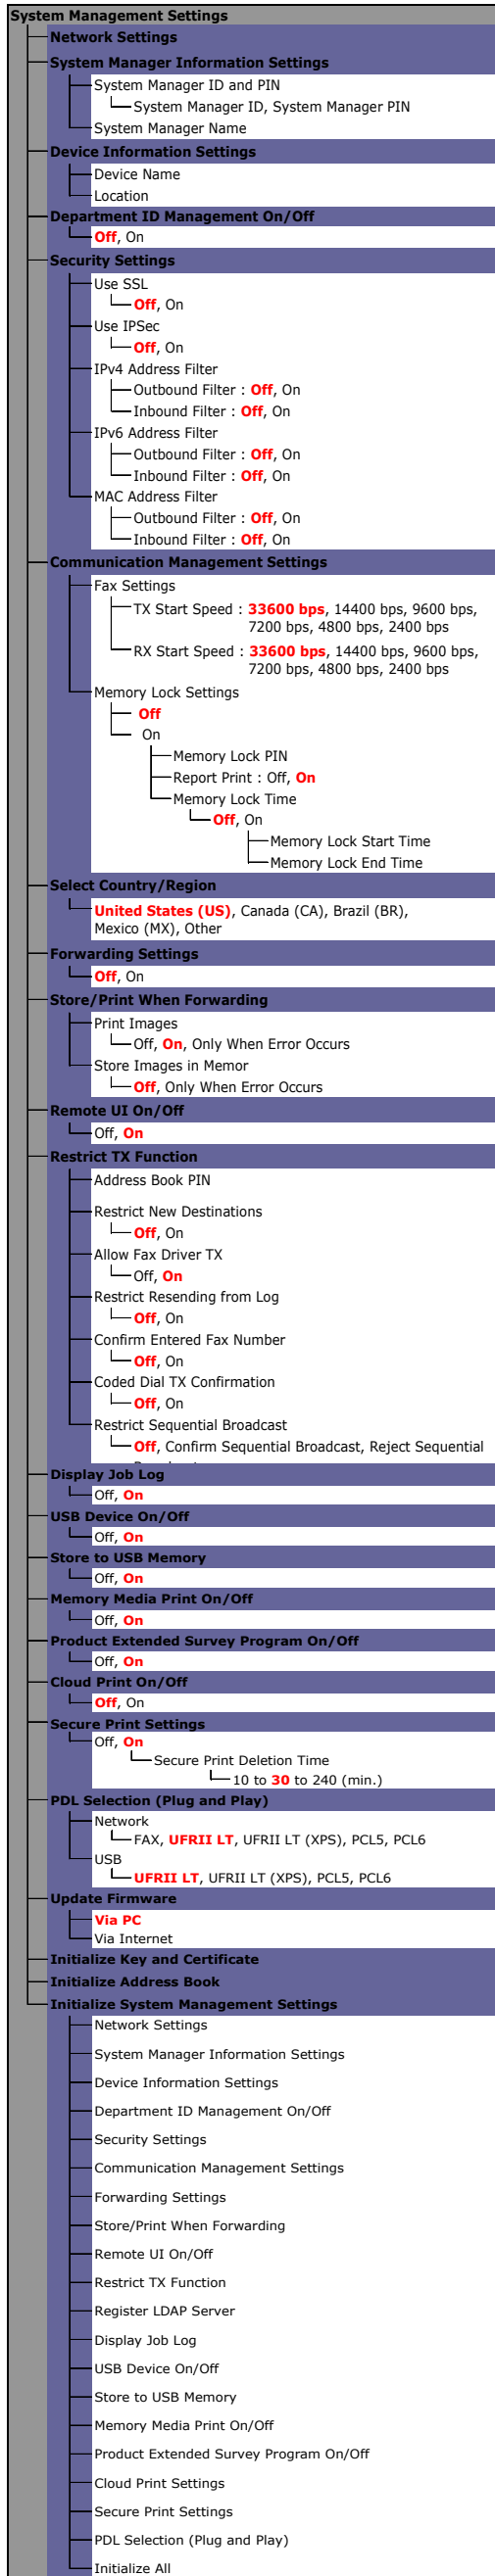 System Management Settings
Network Settings
System Manager Information Settings
System Manager ID and PIN
System Manager ID, System Manager PIN
System Manager Name
Device Information Settings
Device Name
Location
Department ID Management On/Off
Off, On
Security Settings
Use SSL
Off, On
Use IPSec
Off, On
IPv4 Address Filter
Outbound Filter : Off, On
Inbound Filter : Off, On
IPv6 Address Filter
Outbound Filter : Off, On
Inbound Filter : Off, On
MAC Address Filter
Outbound Filter : Off, On
Inbound Filter : Off, On
Communication Management Settings
Fax Settings
TX Start Speed : 33600 bps, 14400 bps, 9600 bps,
7200 bps, 4800 bps, 2400 bps
RX Start Speed : 33600 bps, 14400 bps, 9600 bps,
7200 bps, 4800 bps, 2400 bps
Memory Lock Settings
Off
On
Memory Lock PIN
Report Print : Off, On
Memory Lock Time
Off, On
Memory Lock Start Time
Memory Lock End Time
Select Country/Region
United States (US), Canada (CA), Brazil (BR),
Mexico (MX), Other
Forwarding Settings
Off, On
Store/Print When Forwarding
Print Images
Off, On, Only When Error Occurs
Store Images in Memor
Off, Only When Error Occurs
Remote UI On/Off
Off, On
Restrict TX Function
Address Book PIN
Restrict New Destinations
Off, On
Allow Fax Driver TX
Off, On
Restrict Resending from Log
Off, On
Confirm Entered Fax Number
Off, On
Coded Dial TX Confirmation
Off, On
Restrict Sequential Broadcast
Off, Confirm Sequential Broadcast, Reject Sequential
Display Job Log
Off, On
USB Device On/Off
Off, On
Store to USB Memory
Off, On
Memory Media Print On/Off
Off, On
Product Extended Survey Program On/Off
Off, On
Cloud Print On/Off
Off, On
Secure Print Settings
Off, On
Secure Print Deletion Time
10 to 30 to 240 (min.)
PDL Selection (Plug and Play)
Network
FAX, UFRII LT, UFRII LT (XPS), PCL5, PCL6
USB
UFRII LT, UFRII LT (XPS), PCL5, PCL6
Update Firmware
Via PC
Via Internet
Initialize Key and Certificate
Initialize Address Book
Initialize System Management Settings
Network Settings
System Manager Information Settings
Device Information Settings
Department ID Management On/Off
Security Settings
Communication Management Settings
Forwarding Settings
Store/Print When Forwarding
Remote UI On/Off
Restrict TX Function
Register LDAP Server
Display Job Log
USB Device On/Off
Store to USB Memory
Memory Media Print On/Off
Product Extended Survey Program On/Off
Cloud Print Settings
Secure Print Settings
PDL Selection (Plug and Play)
Initialize All